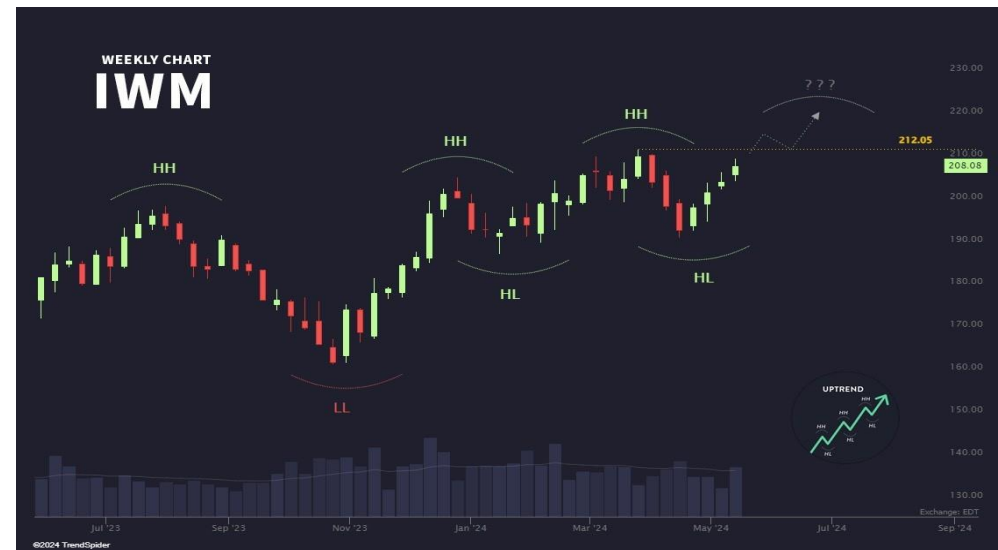 WEEKLY CHART
IWM
HH
LL
HH
HL
HH
HL
???
212.05
230.00
220.00
210.00
208.08
200.00
190.00
180.00
170.00
160.00
150.00
140.00
130.00
UPTREND
HH
HH
HH
HL
HL
HL
Exchange: EDT
Jul '23
Sep '23
Nov '23
Jan '24
Mar '24
May '24
Jul '24
Sep '24
©2024 TrendSpider